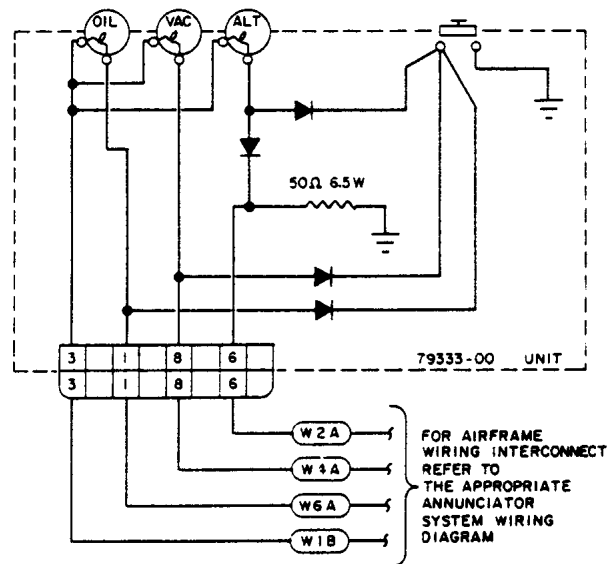 OIL
VAC
ALT
50Ω 6.5W
3 1 8 6
79333-00 UNIT
3 1 8 6
W2A
W4A
W6A
W1B
FOR AIRFRAME
WIRING INTERCONNECT
REFER TO
THE APPROPRIATE
ANNUNCIATOR
SYSTEM WIRING
DIAGRAM